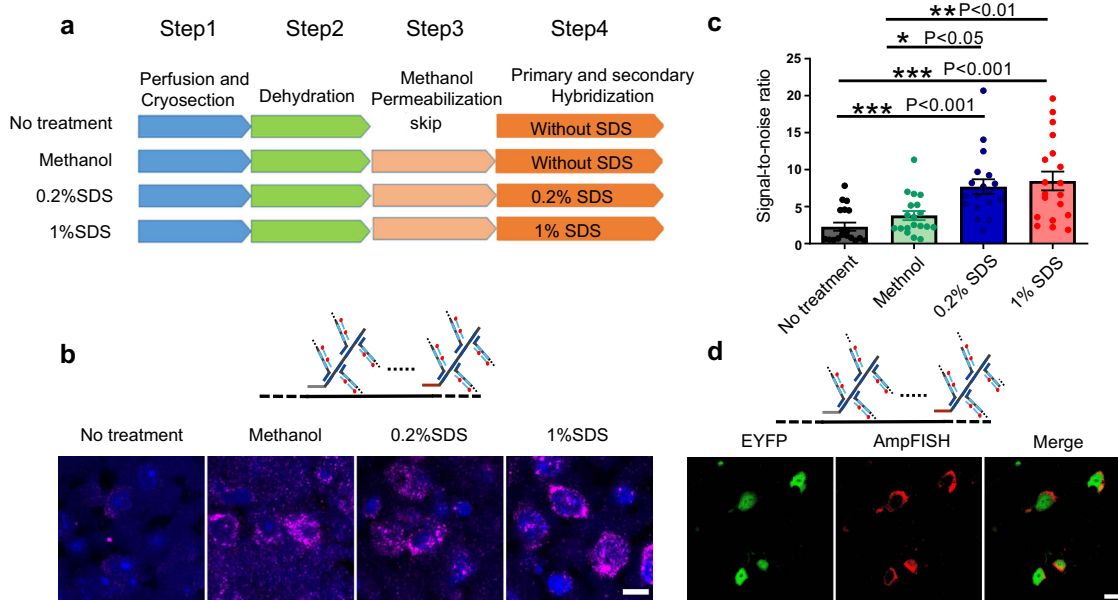 a
Step1 Step2 Step3 Step4
Perfusion and
Cryosection
Dehydration
Methanol
Permeabilization
skip
Primary and secondary
Hybridization
No treatment
Without SDS
Methanol
Without SDS
0.2%SDS
0.2% SDS
1%SDS
1% SDS
b
No treatment Methanol 0.2%SDS 1%SDS
c
** P<0.01
* P<0.05
*** P<0.001
*** P<0.001
Signal-to-noise ratio
25
20
15
10
5
0
No treatment
Methnol
0.2% SDS
1% SDS
d
EYFP AmpFISH Merge